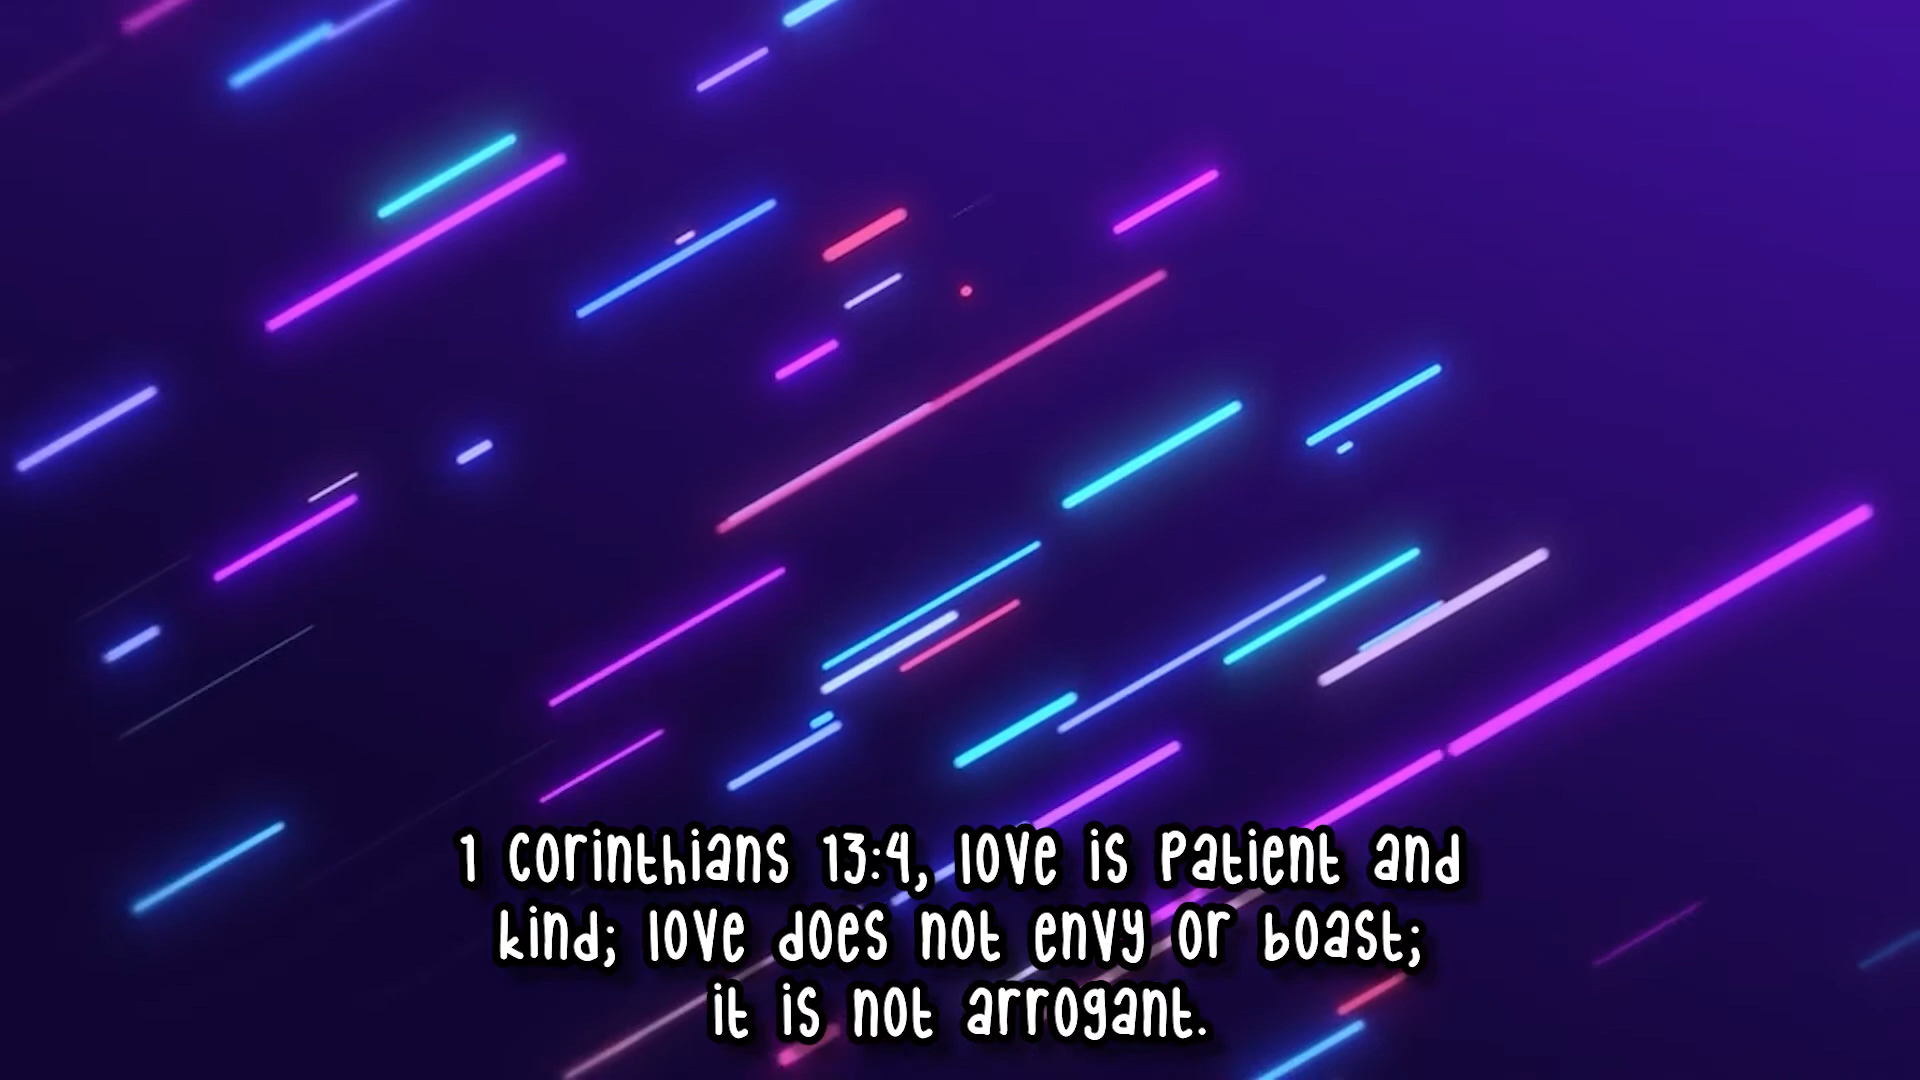 1 Corinthians 13:4, love is patient and
kind; love does not envy or boast;
it is not arrogant.